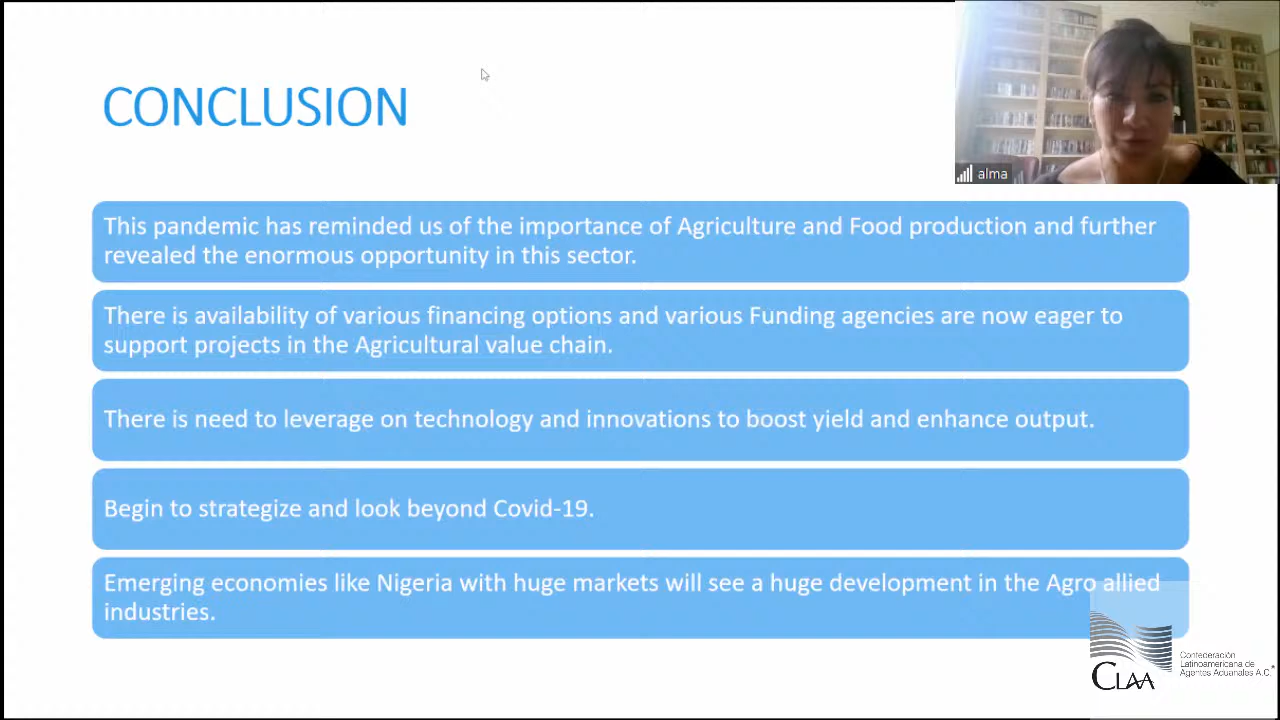 CONCLUSION
alma
This pandemic has reminded us of the importance of Agriculture and Food production and further
revealed the enormous opportunity in this sector.
There is availability of various financing options and various Funding agencies are now eager to
support projects in the Agricultural value chain.
There is need to leverage on technology and innovations to boost yield and enhance output.
Begin to strategize and look beyond Covid-19.
Emerging economies like Nigeria with huge markets will see a huge development in the Agro allied
industries.
Confederación
Latinoamericana de
Agentes Aduanales A.C.
CLAA